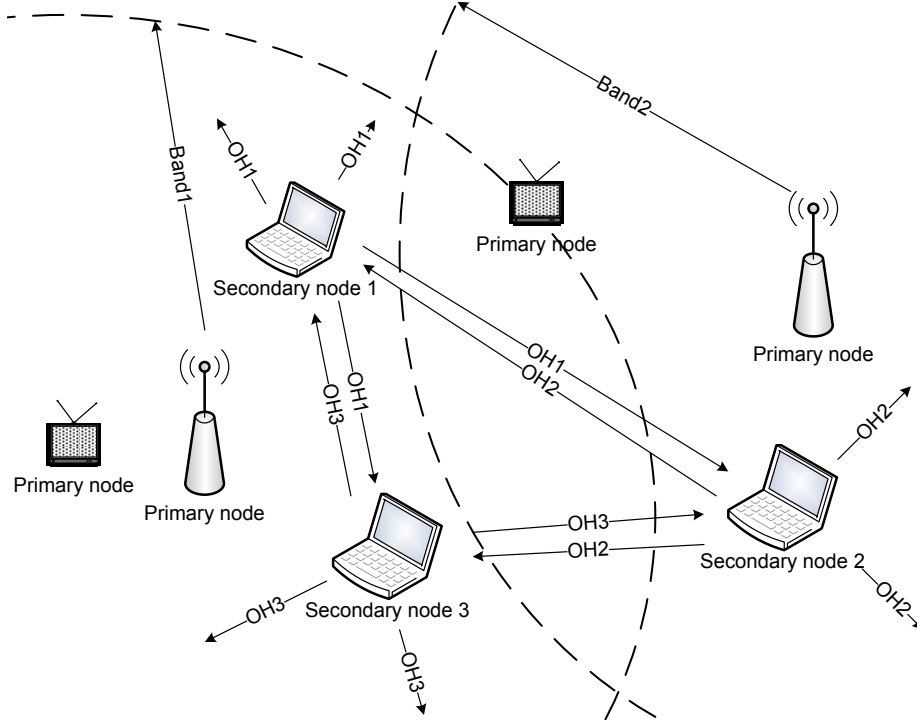 Band2
Band1
OH1
OH1
Primary node
Secondary node 1
Primary node
OH1
OH2
OH1
OH3
OH2
Primary node
Primary node
OH3
OH2
Secondary node 2
OH2
OH3
Secondary node 3
OH3